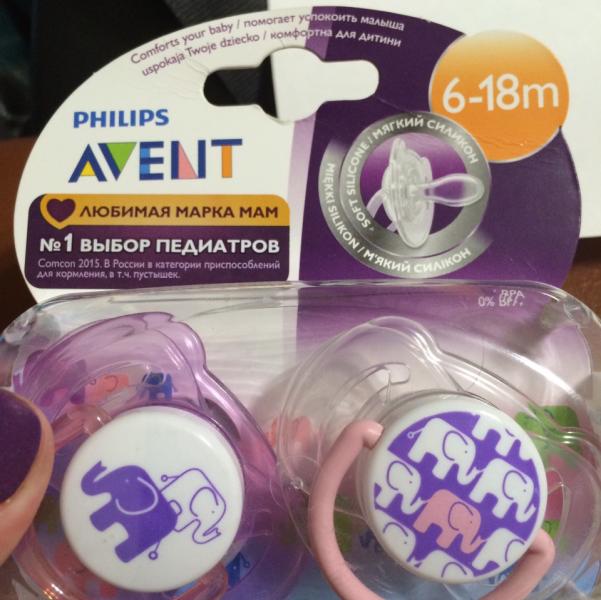 Comforts your baby / помогает успокоить малыша
uspokaja Twoje dziecko / комфортна для дитини
6-18m
PHILIPS
AVENT
SOFT SILICONE / МЯГКИЙ СИЛИКОН
MIĘKKI SILIKON / М'ЯКИЙ СИЛІКОН
ЛЮБИМАЯ МАРКА МАМ
№1 ВЫБОР ПЕДИАТРОВ
Comcon 2015. В России в категории приспособлений
для кормления, в т.ч. пустышек.
0%